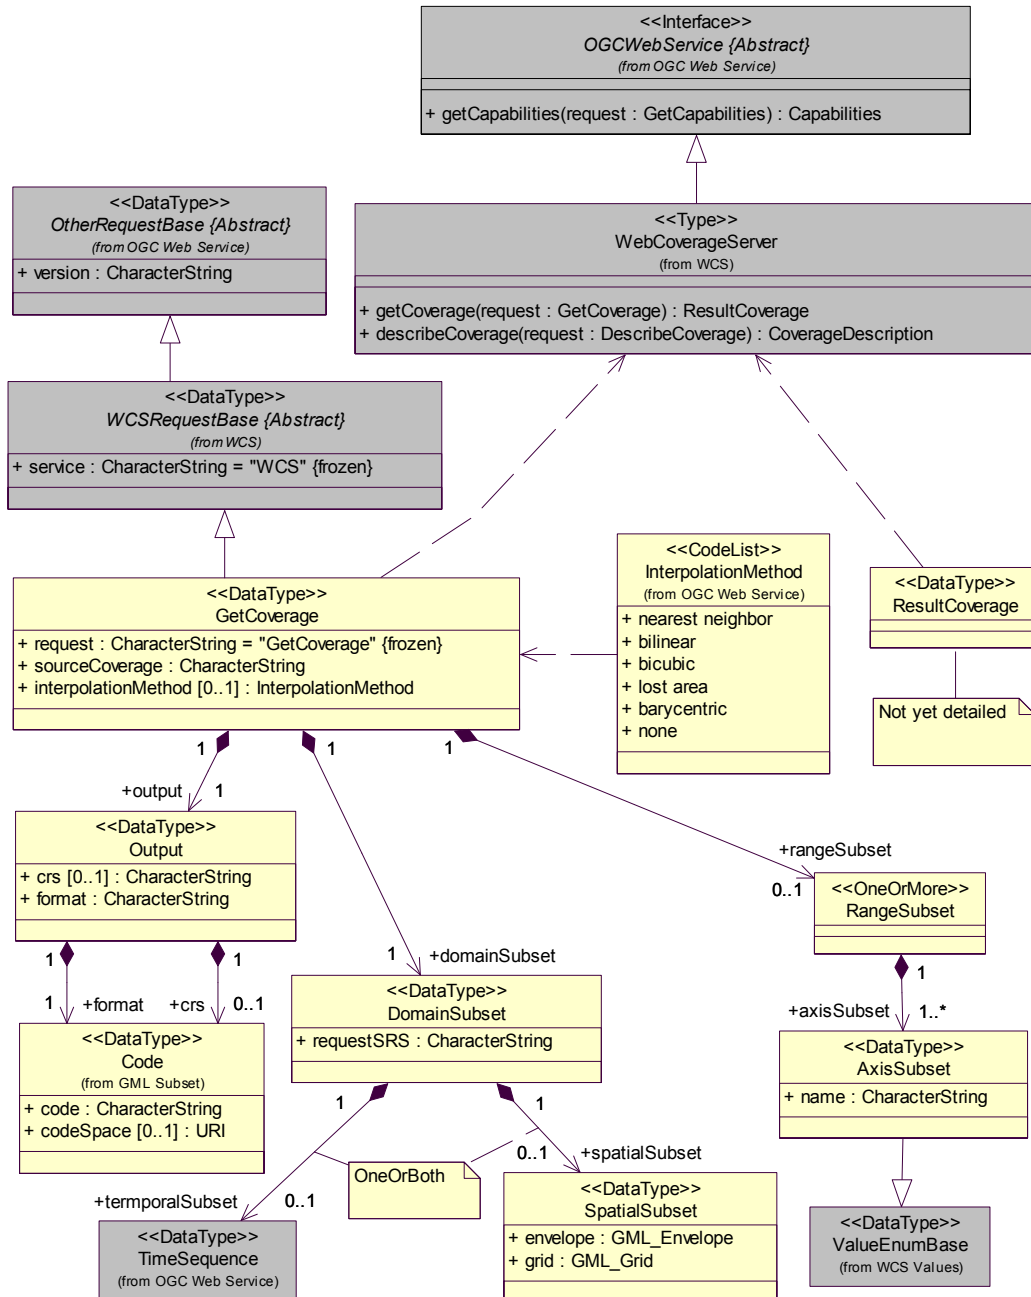 <<Interface>>
OGCWebService {Abstract}
(from OGC Web Service)
+ getCapabilities(request : GetCapabilities) : Capabilities
<<DataType>>
OtherRequestBase {Abstract}
(from OGC Web Service)
+ version : CharacterString
<<Type>>
WebCoverageServer
(from WCS)
+ getCoverage(request : GetCoverage) : ResultCoverage
+ describeCoverage(request : DescribeCoverage) : CoverageDescription
<<DataType>>
WCSRequestBase {Abstract}
(from WCS)
+ service : CharacterString = "WCS" {frozen}
<<DataType>>
GetCoverage
+ request : CharacterString = "GetCoverage" {frozen}
+ sourceCoverage : CharacterString
+ interpolationMethod [0..1] : InterpolationMethod
<<CodeList>>
InterpolationMethod
(from OGC Web Service)
+ nearest neighbor
+ bilinear
+ bicubic
+ lost area
+ barycentric
+ none
<<DataType>>
ResultCoverage
Not yet detailed
1
1
1
+output
1
<<DataType>>
Output
+ crs [0..1] : CharacterString
+ format : CharacterString
+rangeSubset
0..1
<<OneOrMore>>
RangeSubset
1
1
1
+domainSubset
1
1
+format
+crs
0..1
<<DataType>>
Code
(from GML Subset)
+ code : CharacterString
+ codeSpace [0..1] : URI
<<DataType>>
DomainSubset
+ requestSRS : CharacterString
+axisSubset
1..*
<<DataType>>
AxisSubset
+ name : CharacterString
1
1
OneOrBoth
0..1
+spatialSubset
+termporalSubset
0..1
<<DataType>>
TimeSequence
(from OGC Web Service)
<<DataType>>
SpatialSubset
+ envelope : GML_Envelope
+ grid : GML_Grid
<<DataType>>
ValueEnumBase
(from WCS Values)